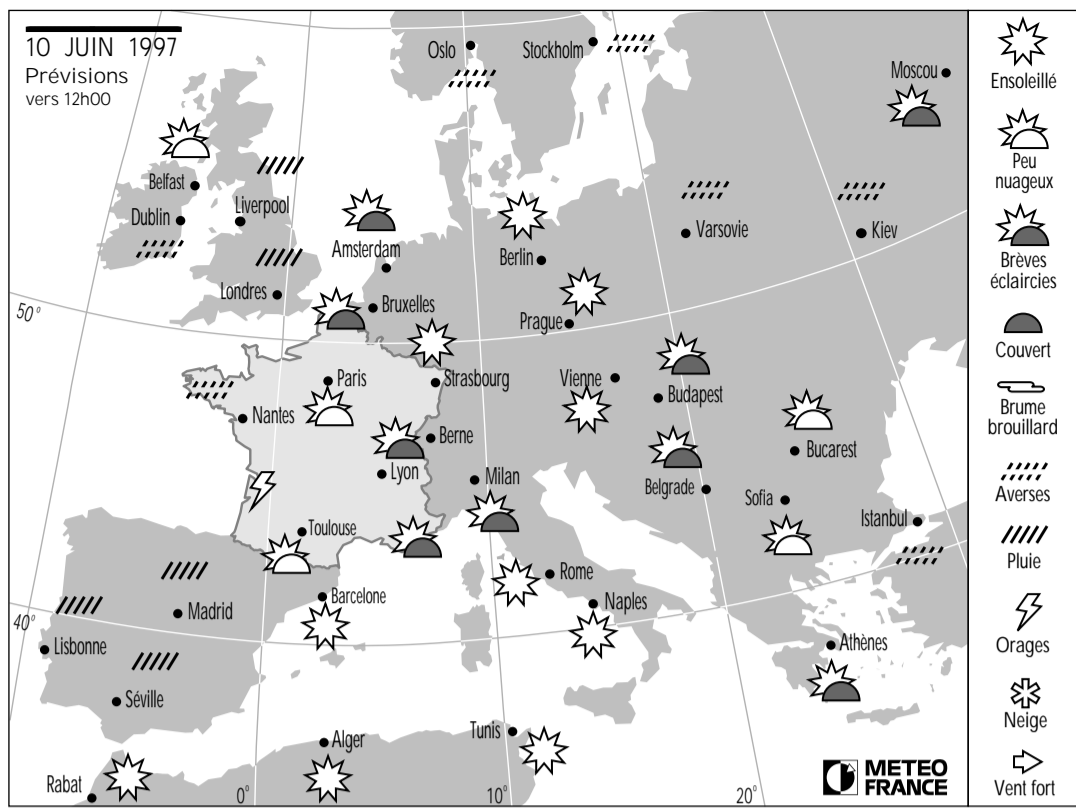 10 JUIN 1997
Prévisions
vers 12h00
Oslo
Stockholm
Moscou
Belfast
Dublin
Liverpool
Amsterdam
Berlin
Varsovie
Kiev
Londres
Bruxelles
Prague
50°
Paris
Strasbourg
Vienne
Budapest
Nantes
Berne
Bucarest
Lyon
Milan
Belgrade
Sofia
Istanbul
Toulouse
Rome
Barcelone
Naples
Madrid
40°
Lisbonne
Athènes
Séville
Alger
Tunis
Rabat
0°
10°
20°
METEO
FRANCE
Ensoleillé
Peu
nuageux
Brèves
éclaircies
Couvert
Brume
brouillard
Averses
Pluie
Orages
Neige
Vent fort